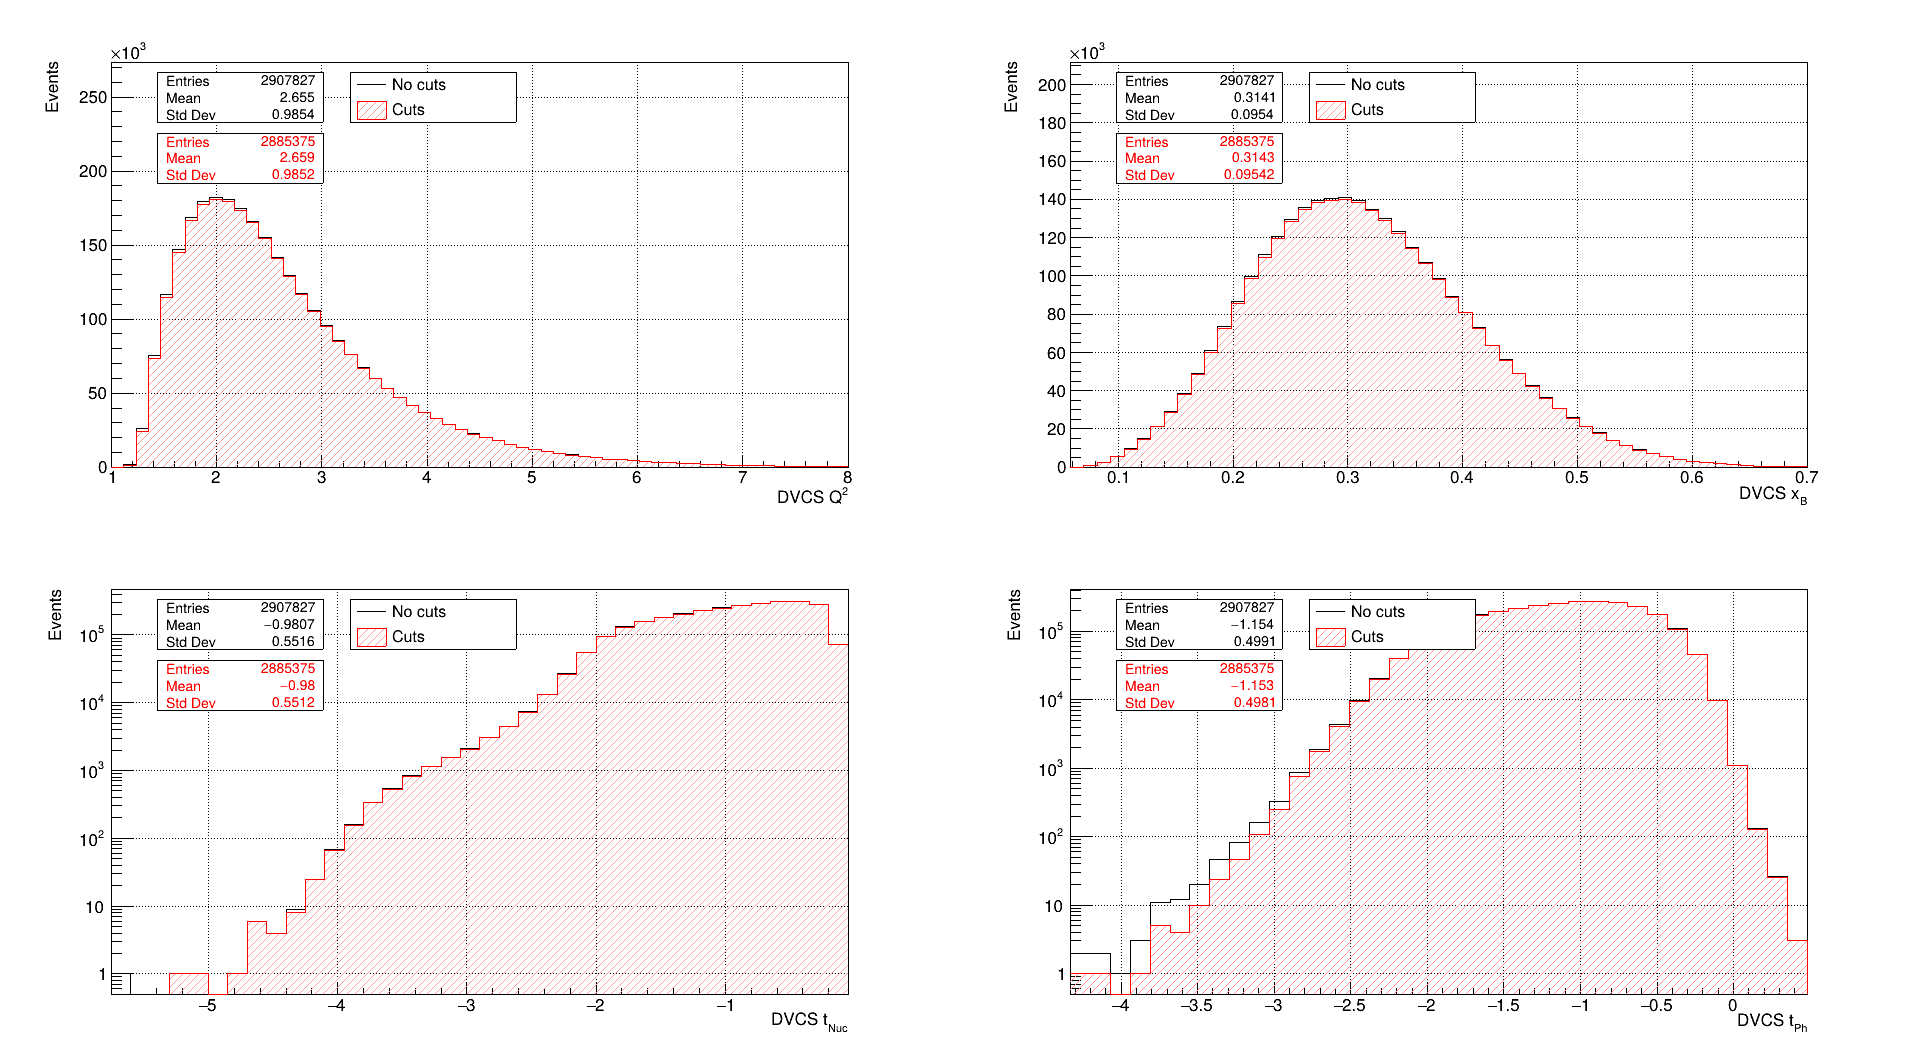 ×10³
Events
Entries 2907827
Mean 2.655
Std Dev 0.9854
Entries 2885375
Mean 2.659
Std Dev 0.9852
No cuts
Cuts
250
200
150
100
50
0
1 2 3 4 5 6 7 8
DVCS Q²
×10³
Events
Entries 2907827
Mean 0.3141
Std Dev 0.0954
Entries 2885375
Mean 0.3143
Std Dev 0.09542
No cuts
Cuts
200
180
160
140
120
100
80
60
40
20
0
0.1 0.2 0.3 0.4 0.5 0.6 0.7
DVCS x_B
Events
Entries 2907827
Mean −0.9807
Std Dev 0.5516
Entries 2885375
Mean −0.98
Std Dev 0.5512
No cuts
Cuts
10⁵
10⁴
10³
10²
10
1
−5 −4 −3 −2 −1
DVCS t_Nuc
Events
Entries 2907827
Mean −1.154
Std Dev 0.4991
Entries 2885375
Mean −1.153
Std Dev 0.4981
No cuts
Cuts
10⁵
10⁴
10³
10²
10
1
−4 −3.5 −3 −2.5 −2 −1.5 −1 −0.5 0
DVCS t_Ph